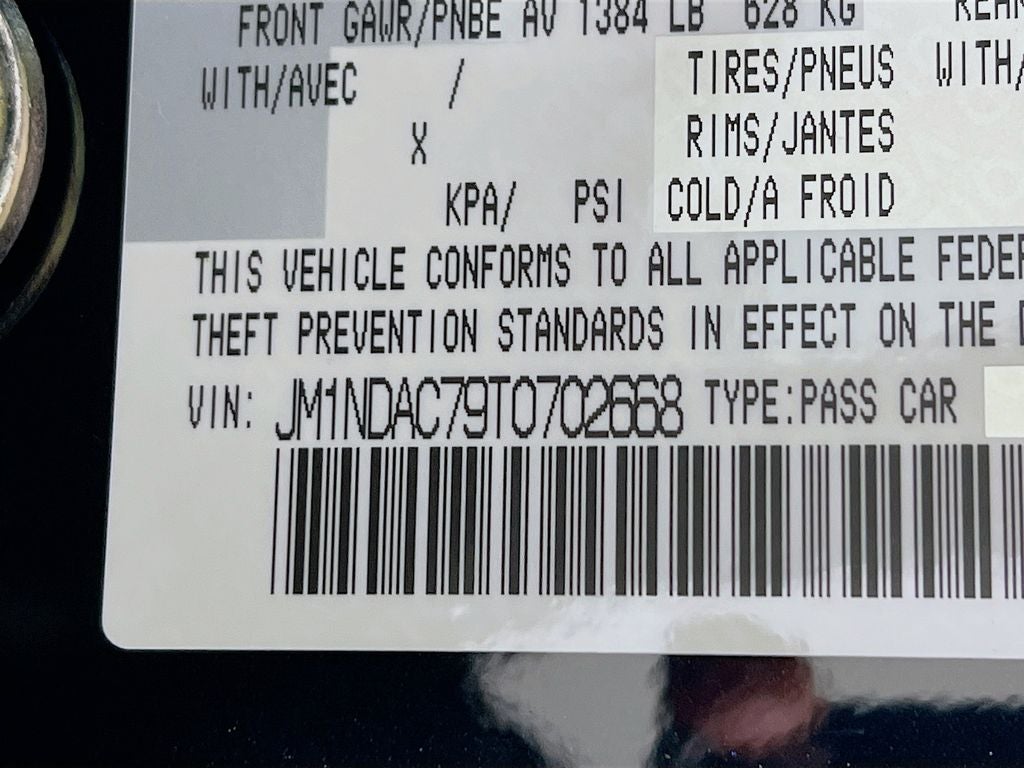 FRONT GAWR/PNBE AV 1384 LB 628 KG
WITH/AVEC / TIRES/PNEUS WITH/
X RIMS/JANTES
KPA/ PSI COLD/A FROID
THIS VEHICLE CONFORMS TO ALL APPLICABLE FEDER
THEFT PREVENTION STANDARDS IN EFFECT ON THE
VIN: JM1NDAC79T0702668 TYPE:PASS CAR